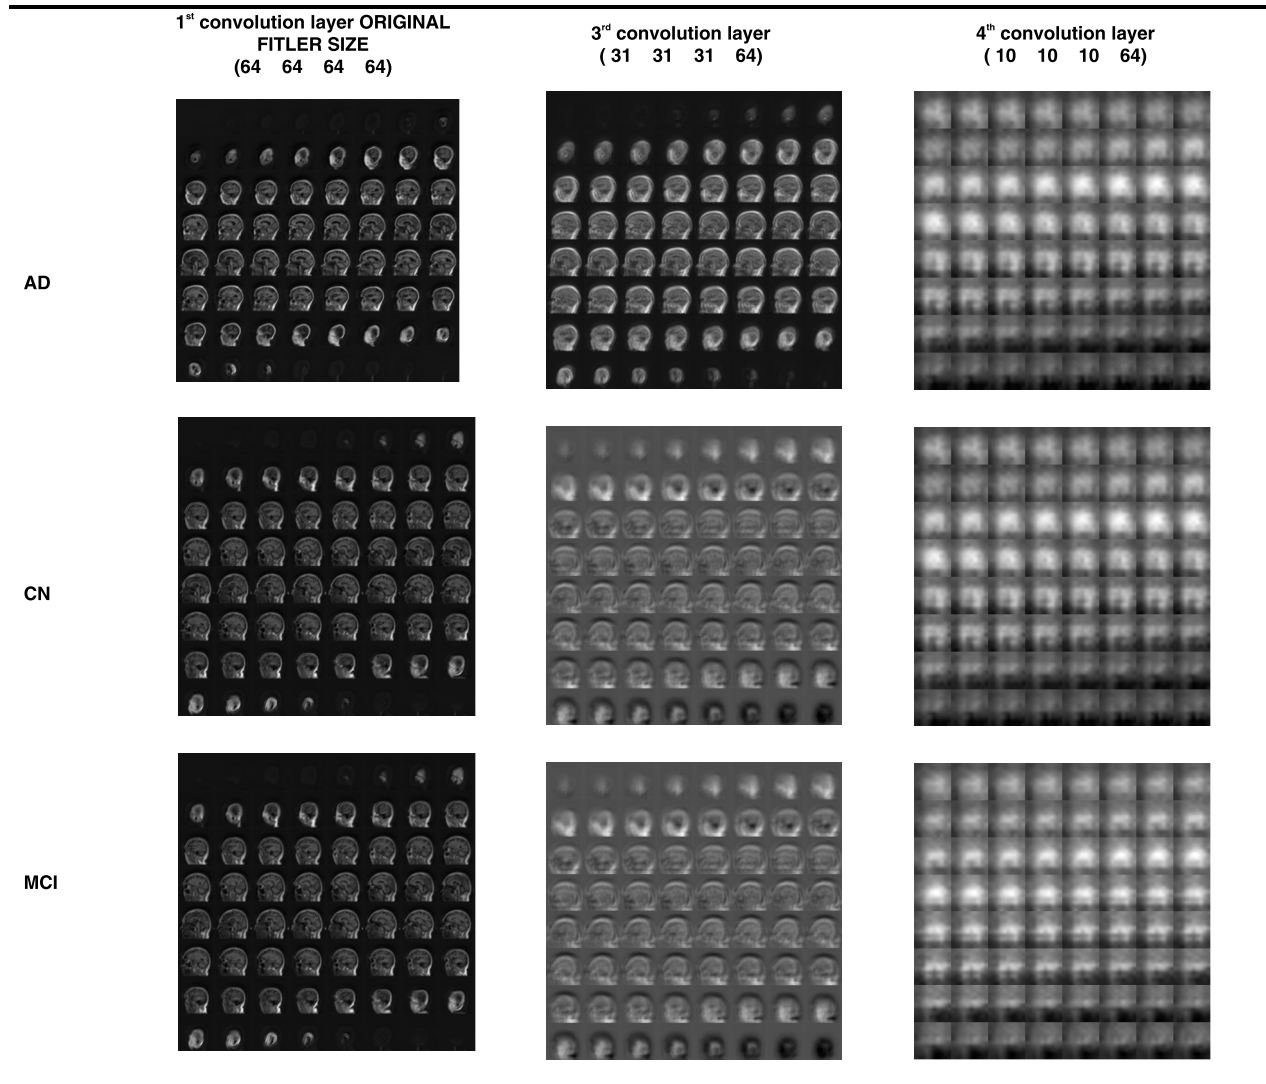 1st convolution layer ORIGINAL
FITLER SIZE
(64 64 64 64)
3rd convolution layer
( 31 31 31 64)
4th convolution layer
( 10 10 10 64)
AD
CN
MCI